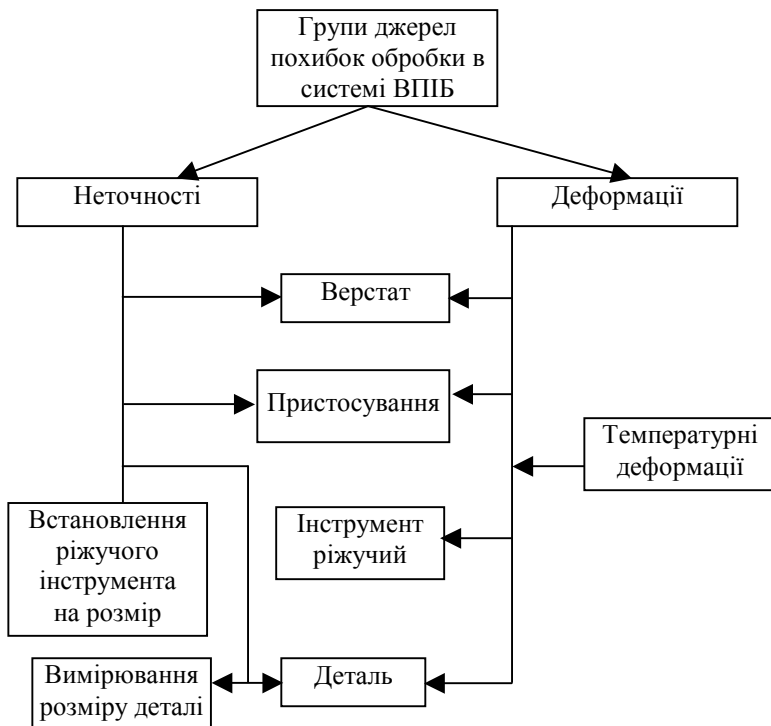 Групи джерел
похибок обробки в
системі ВПІБ
Неточності
Деформації
Верстат
Пристосування
Температурні
деформації
Встановлення
ріжучого
інструмента
на розмір
Інструмент
ріжучий
Вимірювання
розміру деталі
Деталь